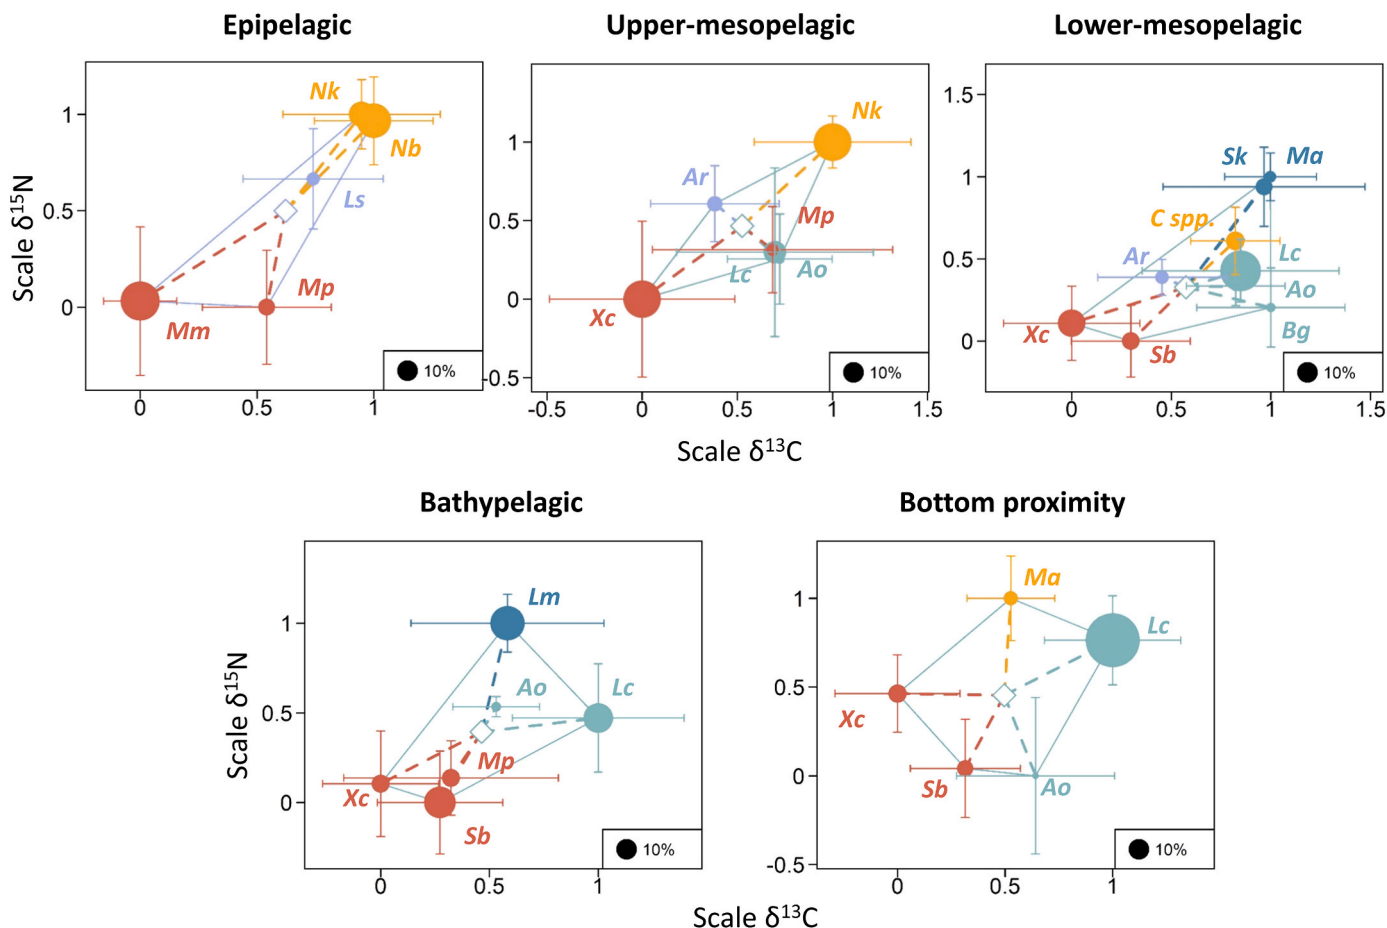 Epipelagic
Upper-mesopelagic
Lower-mesopelagic
Scale δ¹⁵N
1
0.5
0
Nk
Nb
Ls
Mp
Mm
10%
0
0.5
1
1
0.5
0
-0.5
Nk
Ar
Mp
Lc
Ao
Xc
10%
-0.5
0
0.5
1
1.5
1.5
1
0.5
0
Sk
Ma
C spp.
Ar
Lc
Ao
Bg
Xc
Sb
10%
0
0.5
1
1.5
Scale δ¹³C
Bathypelagic
Bottom proximity
Scale δ¹⁵N
1
0.5
0
Lm
Ao
Lc
Mp
Xc
Sb
10%
0
0.5
1
1
0.5
0
-0.5
Ma
Lc
Xc
Sb
Ao
10%
0
0.5
1
Scale δ¹³C